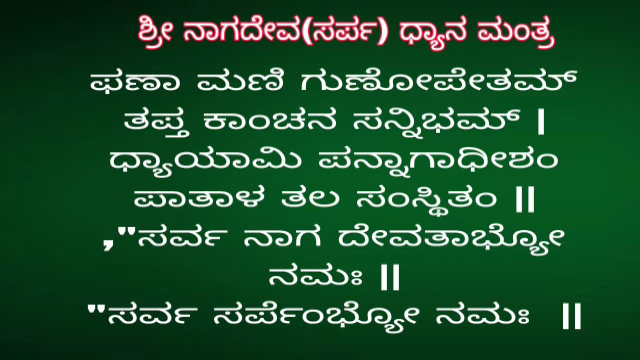 ಶ್ರೀ ನಾಗದೇವ(ಸರ್ಪ) ಧ್ಯಾನ ಮಂತ್ರ
ಫಣಾ ಮಣಿ ಗುಣೋಪೇತಮ್
ತಪ್ತ ಕಾಂಚನ ಸನ್ನಿಭಮ್ |
ಧ್ಯಾಯಾಮಿ ಪನ್ನಾಗಾಧೀಶಂ
ಪಾತಾಳ ತಲ ಸಂಸ್ಥಿತಂ ||
,"ಸರ್ವ ನಾಗ ದೇವತಾಭ್ಯೋ
ನಮಃ ||
"ಸರ್ವ ಸರ್ಪೆಂಭ್ಯೋ ನಮಃ ||